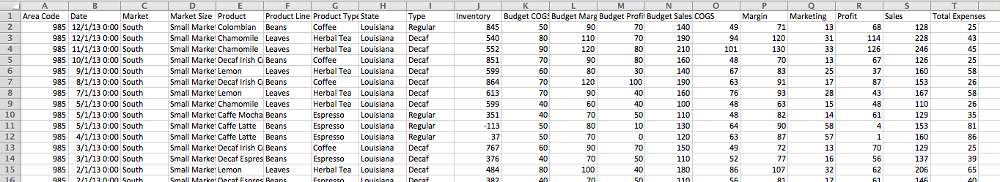 A B C D E F G H I J K L M N O P Q R S T
1 Area Code Date Market Market Size Product Product Line Product Type State Type Inventory Budget COGS Budget Marg Budget Profit Budget Sales COGS Margin Marketing Profit Sales Total Expenses
2 985 12/1/13 0:00 South Small Market Colombian Beans Coffee Louisiana Regular 845 50 90 70 140 49 71 13 68 128 25
3 985 12/1/13 0:00 South Small Market Chamomile Leaves Herbal Tea Louisiana Decaf 540 80 110 70 190 94 120 31 114 228 43
4 985 11/1/13 0:00 South Small Market Chamomile Leaves Herbal Tea Louisiana Decaf 552 90 120 80 210 101 130 33 126 246 45
5 985 10/1/13 0:00 South Small Market Decaf Irish C Beans Coffee Louisiana Decaf 851 70 90 80 160 48 70 13 67 126 25
6 985 9/1/13 0:00 South Small Market Lemon Leaves Herbal Tea Louisiana Decaf 599 60 80 30 140 67 83 25 37 160 58
7 985 8/1/13 0:00 South Small Market Decaf Irish C Beans Coffee Louisiana Decaf 864 70 120 100 190 63 91 17 87 153 26
8 985 7/1/13 0:00 South Small Market Lemon Leaves Herbal Tea Louisiana Decaf 613 70 90 40 160 76 93 28 43 167 58
9 985 5/1/13 0:00 South Small Market Chamomile Leaves Herbal Tea Louisiana Decaf 599 40 60 40 100 48 63 15 48 110 26
10 985 5/1/13 0:00 South Small Market Caffe Mocha Beans Espresso Louisiana Regular 351 40 70 50 110 48 82 14 61 129 35
11 985 5/1/13 0:00 South Small Market Caffe Latte Beans Espresso Louisiana Regular -113 50 80 10 130 64 90 58 4 153 81
12 985 4/1/13 0:00 South Small Market Caffe Latte Beans Espresso Louisiana Regular 37 50 70 0 120 63 87 57 1 160 86
13 985 3/1/13 0:00 South Small Market Decaf Irish C Beans Coffee Louisiana Decaf 767 60 90 70 150 49 72 13 70 129 25
14 985 3/1/13 0:00 South Small Market Decaf Espres Beans Espresso Louisiana Decaf 376 40 70 50 110 52 77 16 56 137 39
15 985 2/1/13 0:00 South Small Market Lemon Leaves Herbal Tea Louisiana Decaf 484 80 100 40 180 86 107 32 62 206 65
16 985 2/1/13 0:00 South Small Market Decaf Espres Beans Espresso Louisiana Decaf 382 40 70 50 110 56 81 17 61 146 40